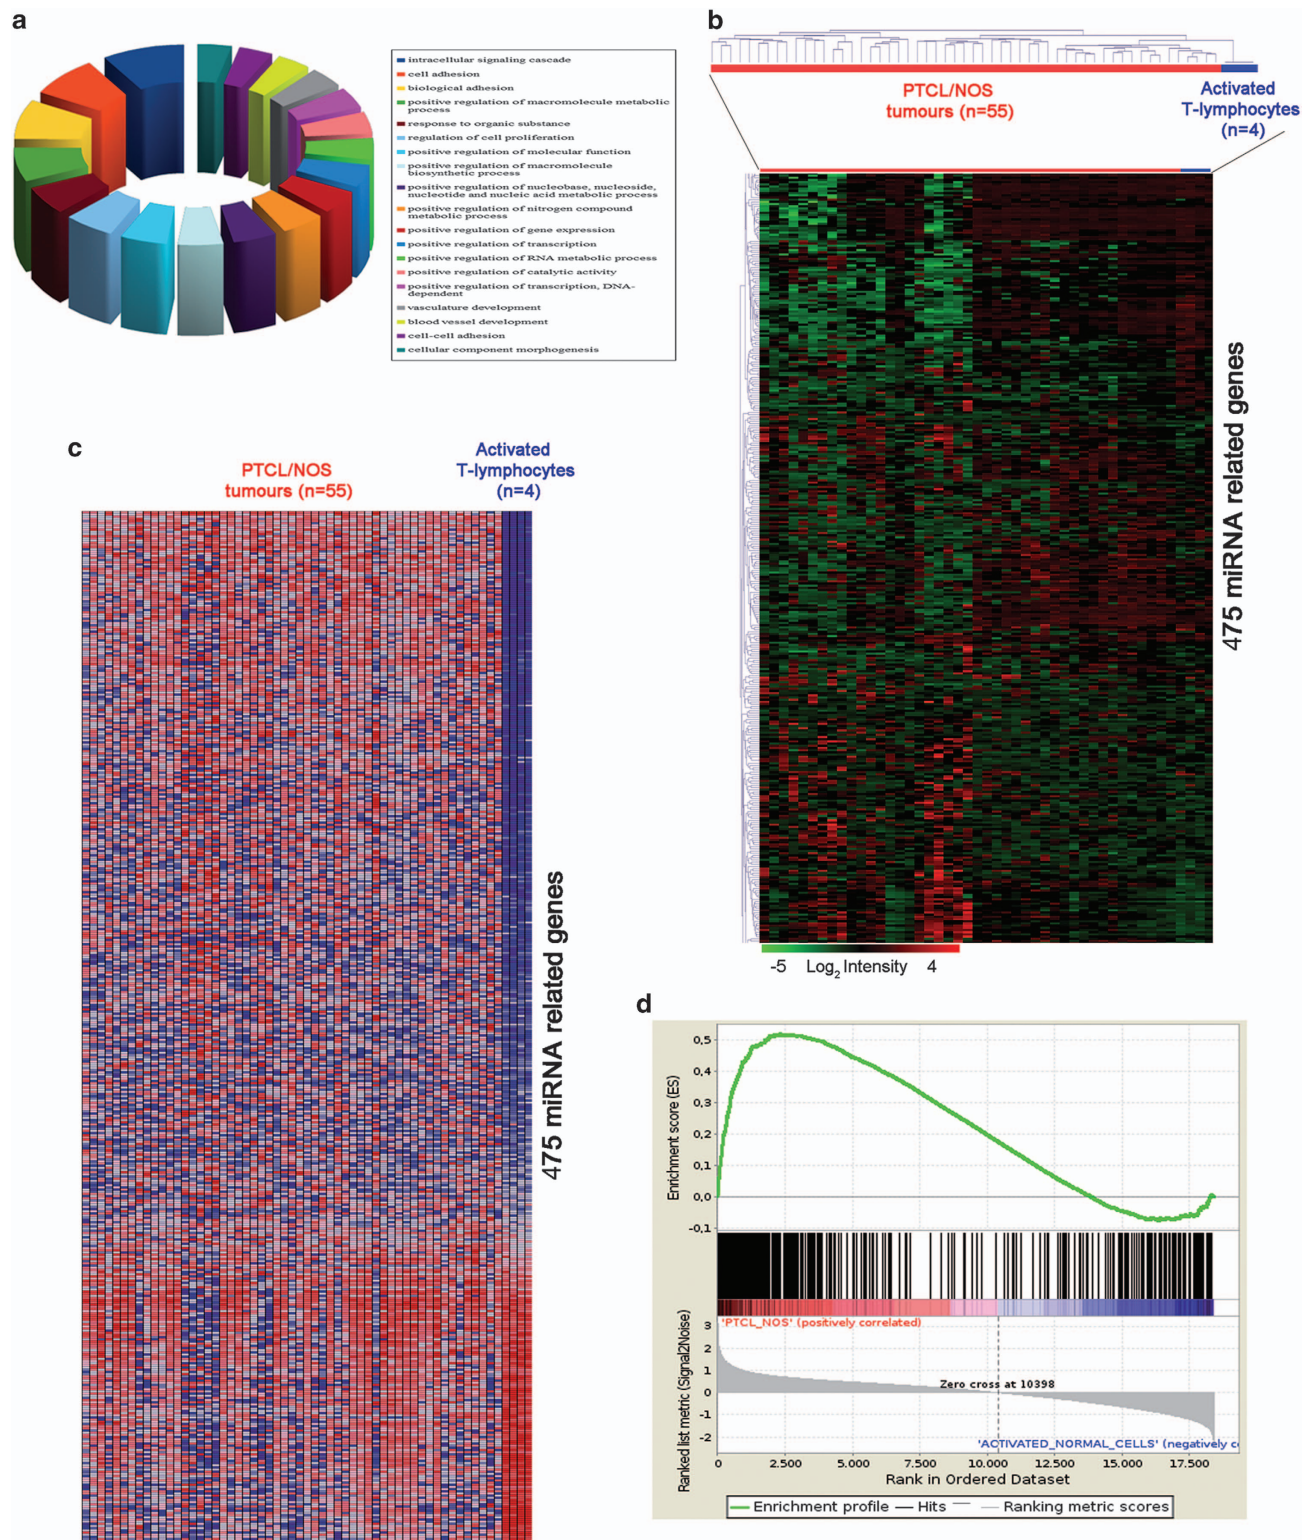 a
intracellular signaling cascade
cell adhesion
biological adhesion
positive regulation of macromolecule metabolic
process
response to organic substance
regulation of cell proliferation
positive regulation of molecular function
positive regulation of macromolecule
biosynthetic process
positive regulation of nucleobase, nucleoside,
nucleotide and nucleic acid metabolic process
positive regulation of nitrogen compound
metabolic process
positive regulation of gene expression
positive regulation of transcription
positive regulation of RNA metabolic process
positive regulation of catalytic activity
positive regulation of transcription, DNA-
dependent
vasculature development
blood vessel development
cell-cell adhesion
cellular component morphogenesis
b
PTCL/NOS
tumours (n=55)
Activated
T-lymphocytes
(n=4)
475 miRNA related genes
-5 Log2 Intensity 4
c
PTCL/NOS
tumours (n=55)
Activated
T-lymphocytes
(n=4)
475 miRNA related genes
d
Enrichment score (ES)
0,5
0,4
0,3
0,2
0,1
0,0
-0,1
'PTCL_NOS' (positively correlated)
Ranked list metric (Signal2Noise)
3
2
1
0
-1
-2
Zero cross at 10398
'ACTIVATED_NORMAL_CELLS' (negatively c
0 2.500 5.000 7.500 10.000 12.500 15.000 17.500
Rank in Ordered Dataset
Enrichment profile Hits Ranking metric scores